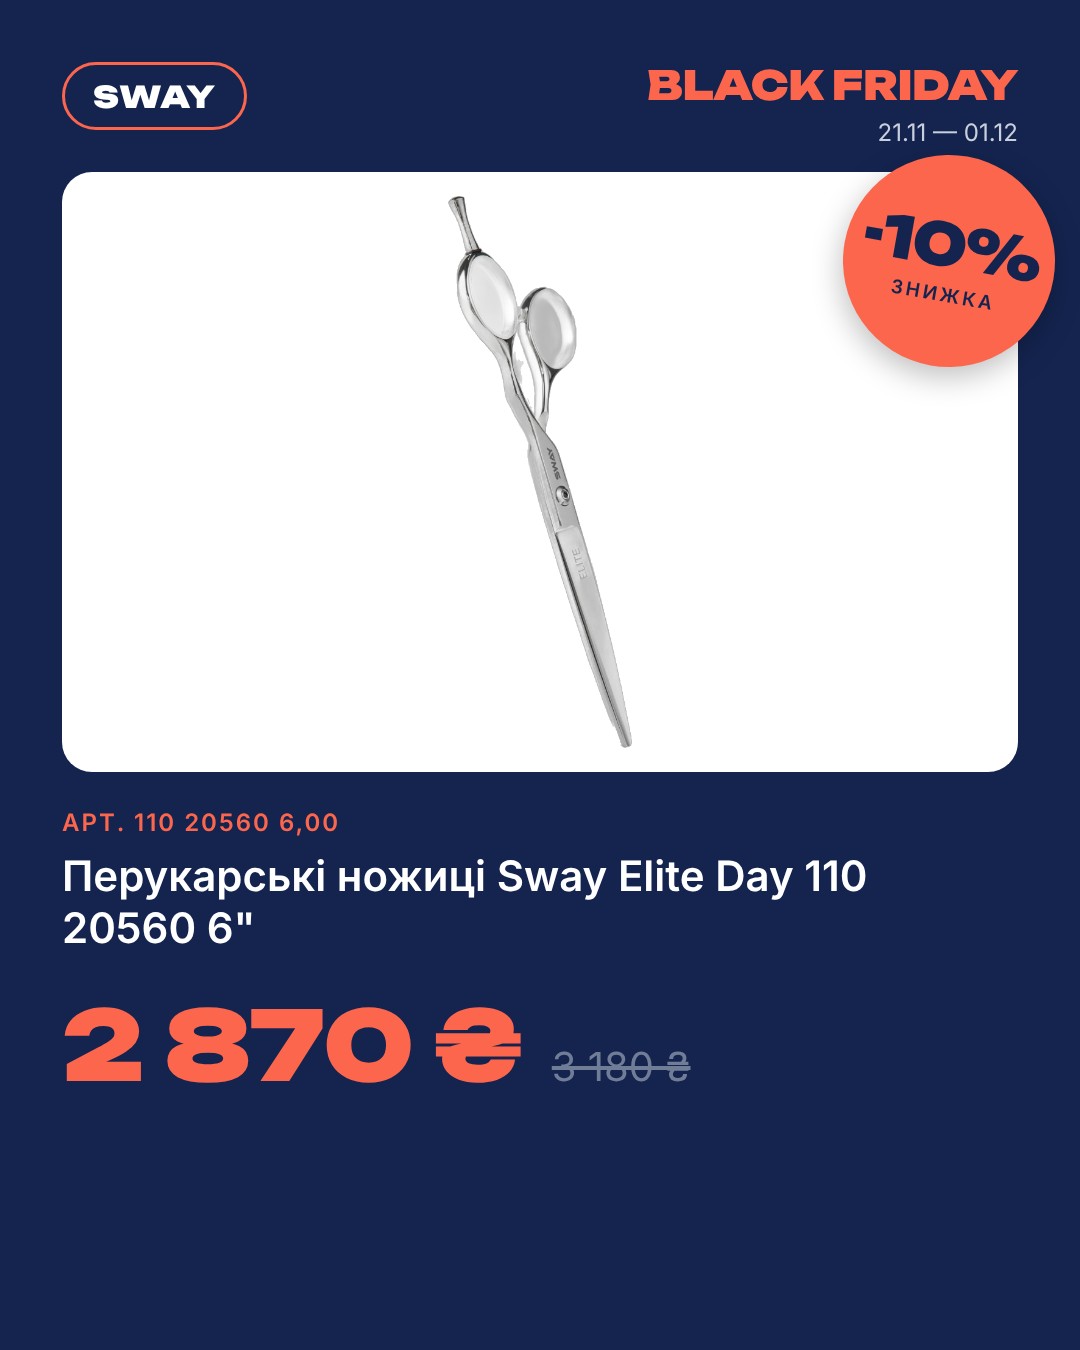 SWAY
BLACK FRIDAY
21.11 — 01.12
-10%
ЗНИЖКА
SWAY
ELITE
АРТ. 110 20560 6,00
Перукарські ножиці Sway Elite Day 110
20560 6"
2 870 ₴ 3 180 ₴